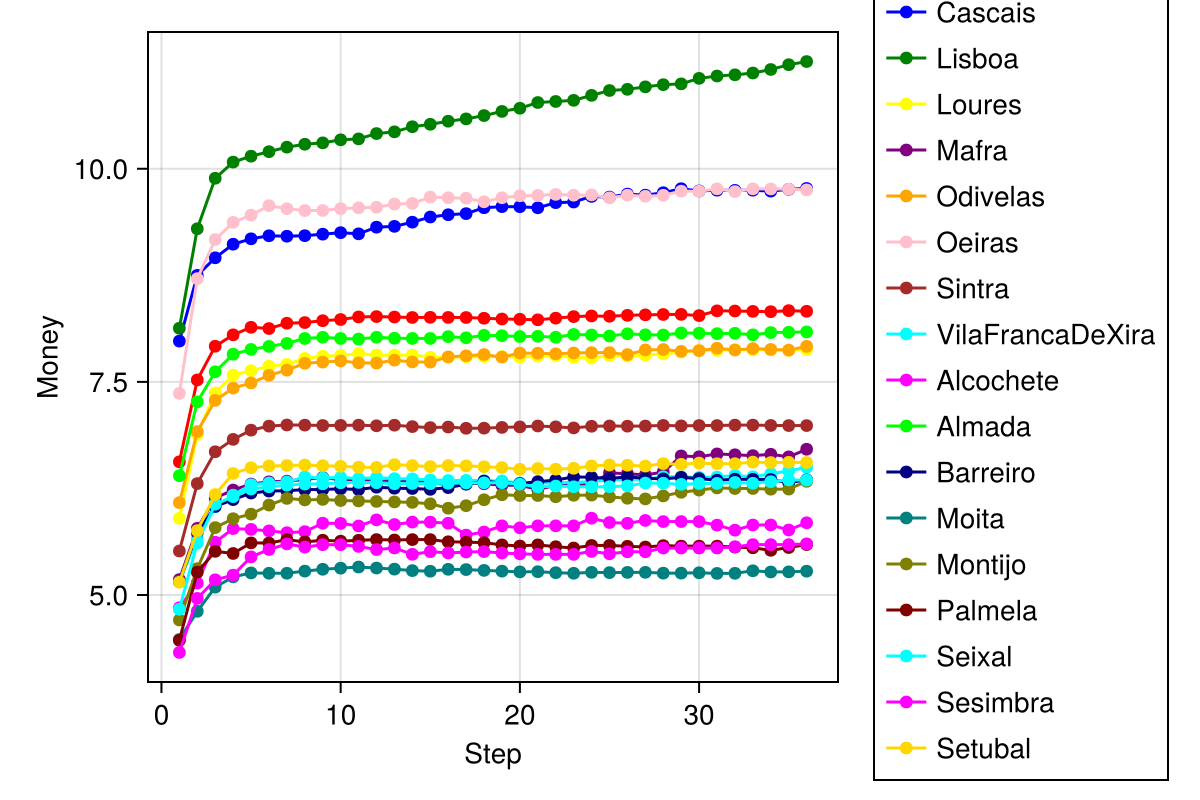 Cascais
Lisboa
Loures
Mafra
Odivelas
Oeiras
Sintra
VilaFrancaDeXira
Alcochete
Almada
Barreiro
Moita
Montijo
Palmela
Seixal
Sesimbra
Setubal
10.0
7.5
5.0
Money
0 10 20 30
Step